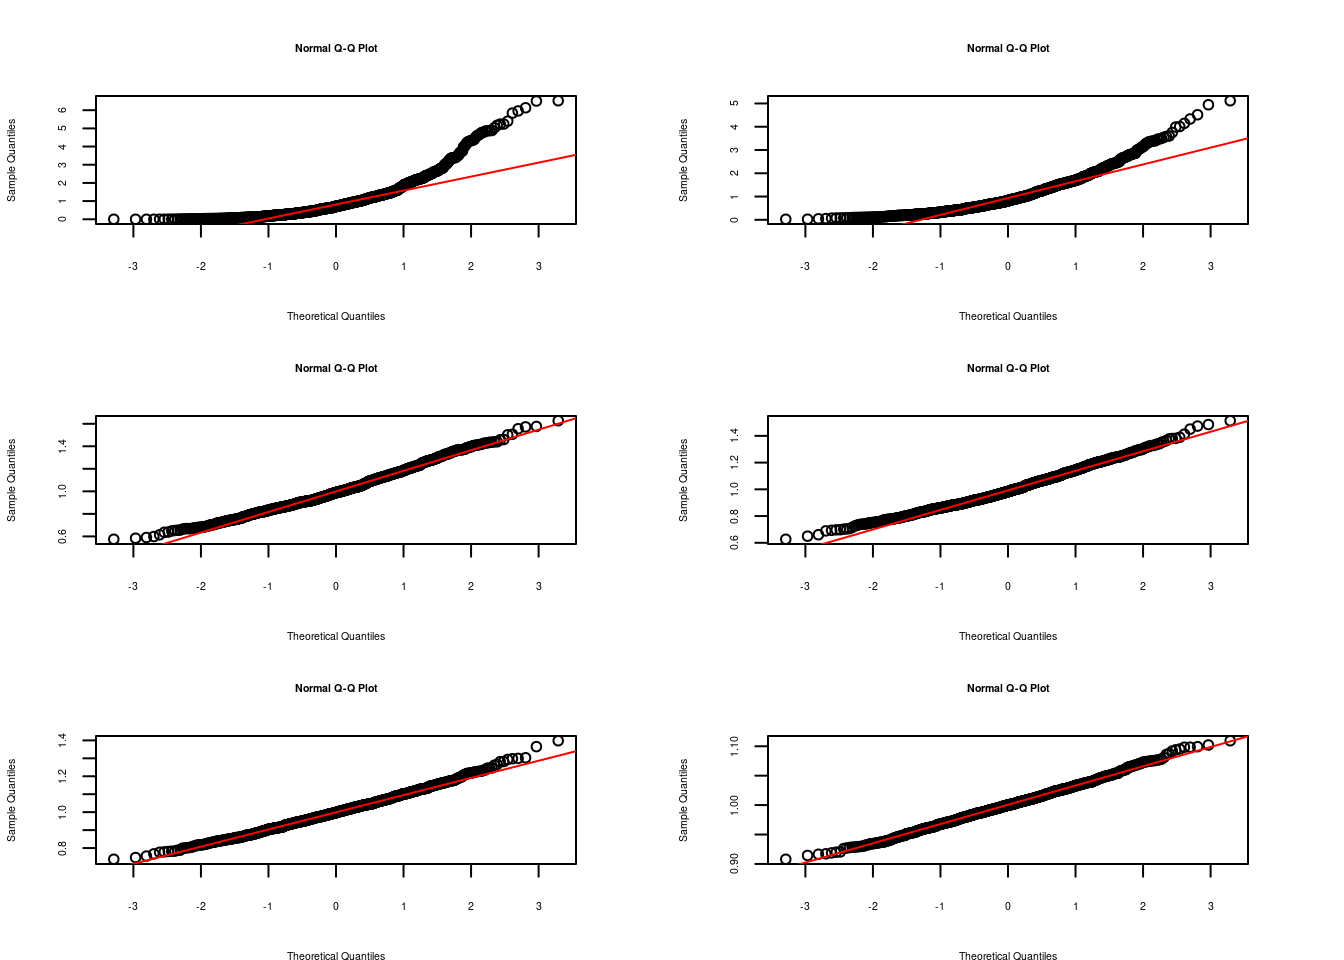 Normal Q-Q Plot
Sample Quantiles
0 1 2 3 4 5 6
-3 -2 -1 0 1 2 3
Theoretical Quantiles
Normal Q-Q Plot
Sample Quantiles
0 1 2 3 4 5
-3 -2 -1 0 1 2 3
Theoretical Quantiles
Normal Q-Q Plot
Sample Quantiles
0.6 1.0 1.4
-3 -2 -1 0 1 2 3
Theoretical Quantiles
Normal Q-Q Plot
Sample Quantiles
0.6 0.8 1.0 1.2 1.4
-3 -2 -1 0 1 2 3
Theoretical Quantiles
Normal Q-Q Plot
Sample Quantiles
0.8 1.0 1.2 1.4
-3 -2 -1 0 1 2 3
Theoretical Quantiles
Normal Q-Q Plot
Sample Quantiles
0.90 1.00 1.10
-3 -2 -1 0 1 2 3
Theoretical Quantiles